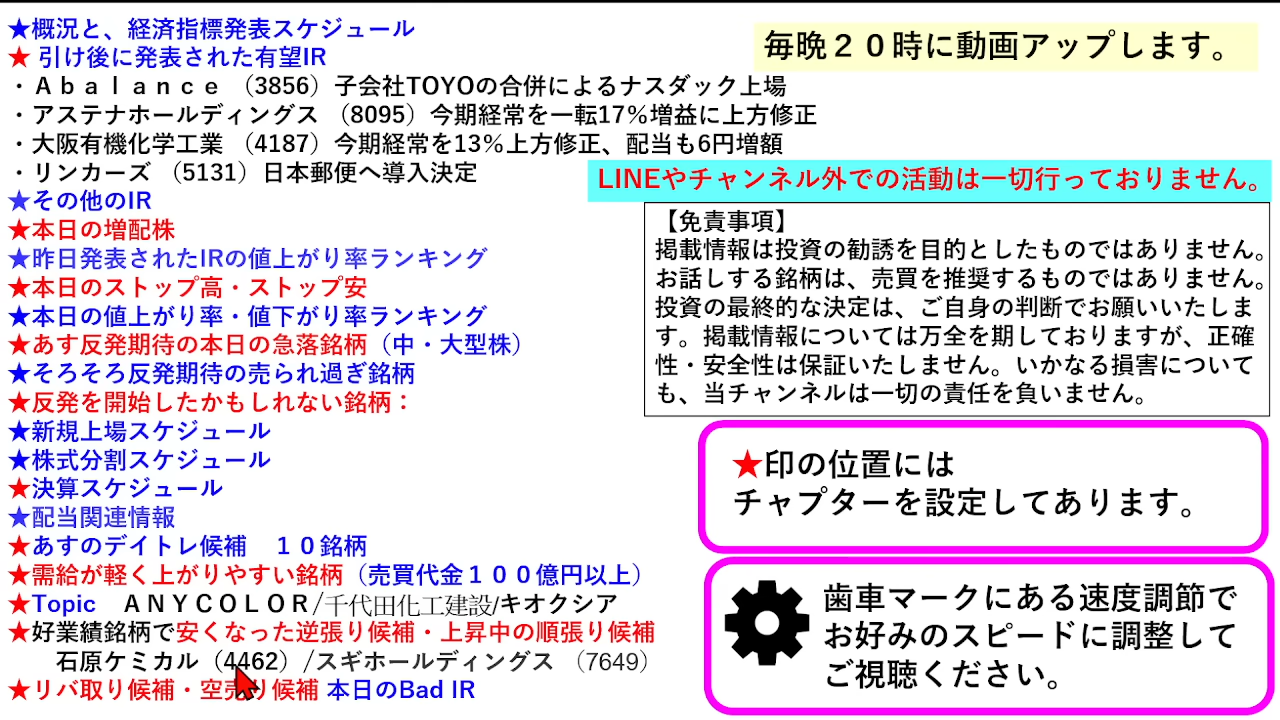 ★概況と、経済指標発表スケジュール
★ 引け後に発表された有望IR
・Ａｂａｌａｎｃｅ （3856）子会社TOYOの合併によるナスダック上場
・アステナホールディングス （8095）今期経常を一転17％増益に上方修正
・大阪有機化学工業 （4187）今期経常を13％上方修正、配当も6円増額
・リンカーズ （5131）日本郵便へ導入決定
★その他のIR
★本日の増配株
★昨日発表されたIRの値上がり率ランキング
★本日のストップ高・ストップ安
★本日の値上がり率・値下がり率ランキング
★あす反発期待の本日の急落銘柄（中・大型株）
★そろそろ反発期待の売られ過ぎ銘柄
★反発を開始したかもしれない銘柄：
★新規上場スケジュール
★株式分割スケジュール
★決算スケジュール
★配当関連情報
★あすのデイトレ候補　１０銘柄
★需給が軽く上がりやすい銘柄（売買代金１００億円以上）
★Topic　ＡＮＹＣＯＬＯＲ/千代田化工建設/キオクシア
★好業績銘柄で安くなった逆張り候補・上昇中の順張り候補
石原ケミカル（4462）/スギホールディングス （7649）
★リバ取り候補・空売り候補 本日のBad IR
毎晩２０時に動画アップします。
LINEやチャンネル外での活動は一切行っておりません。
【免責事項】
掲載情報は投資の勧誘を目的としたものではありません。
お話しする銘柄は、売買を推奨するものではありません。
投資の最終的な決定は、ご自身の判断でお願いいたしま
す。掲載情報については万全を期しておりますが、正確
性・安全性は保証いたしません。いかなる損害について
も、当チャンネルは一切の責任を負いません。
★印の位置には
チャプターを設定してあります。
歯車マークにある速度調節で
お好みのスピードに調整して
ご視聴ください。